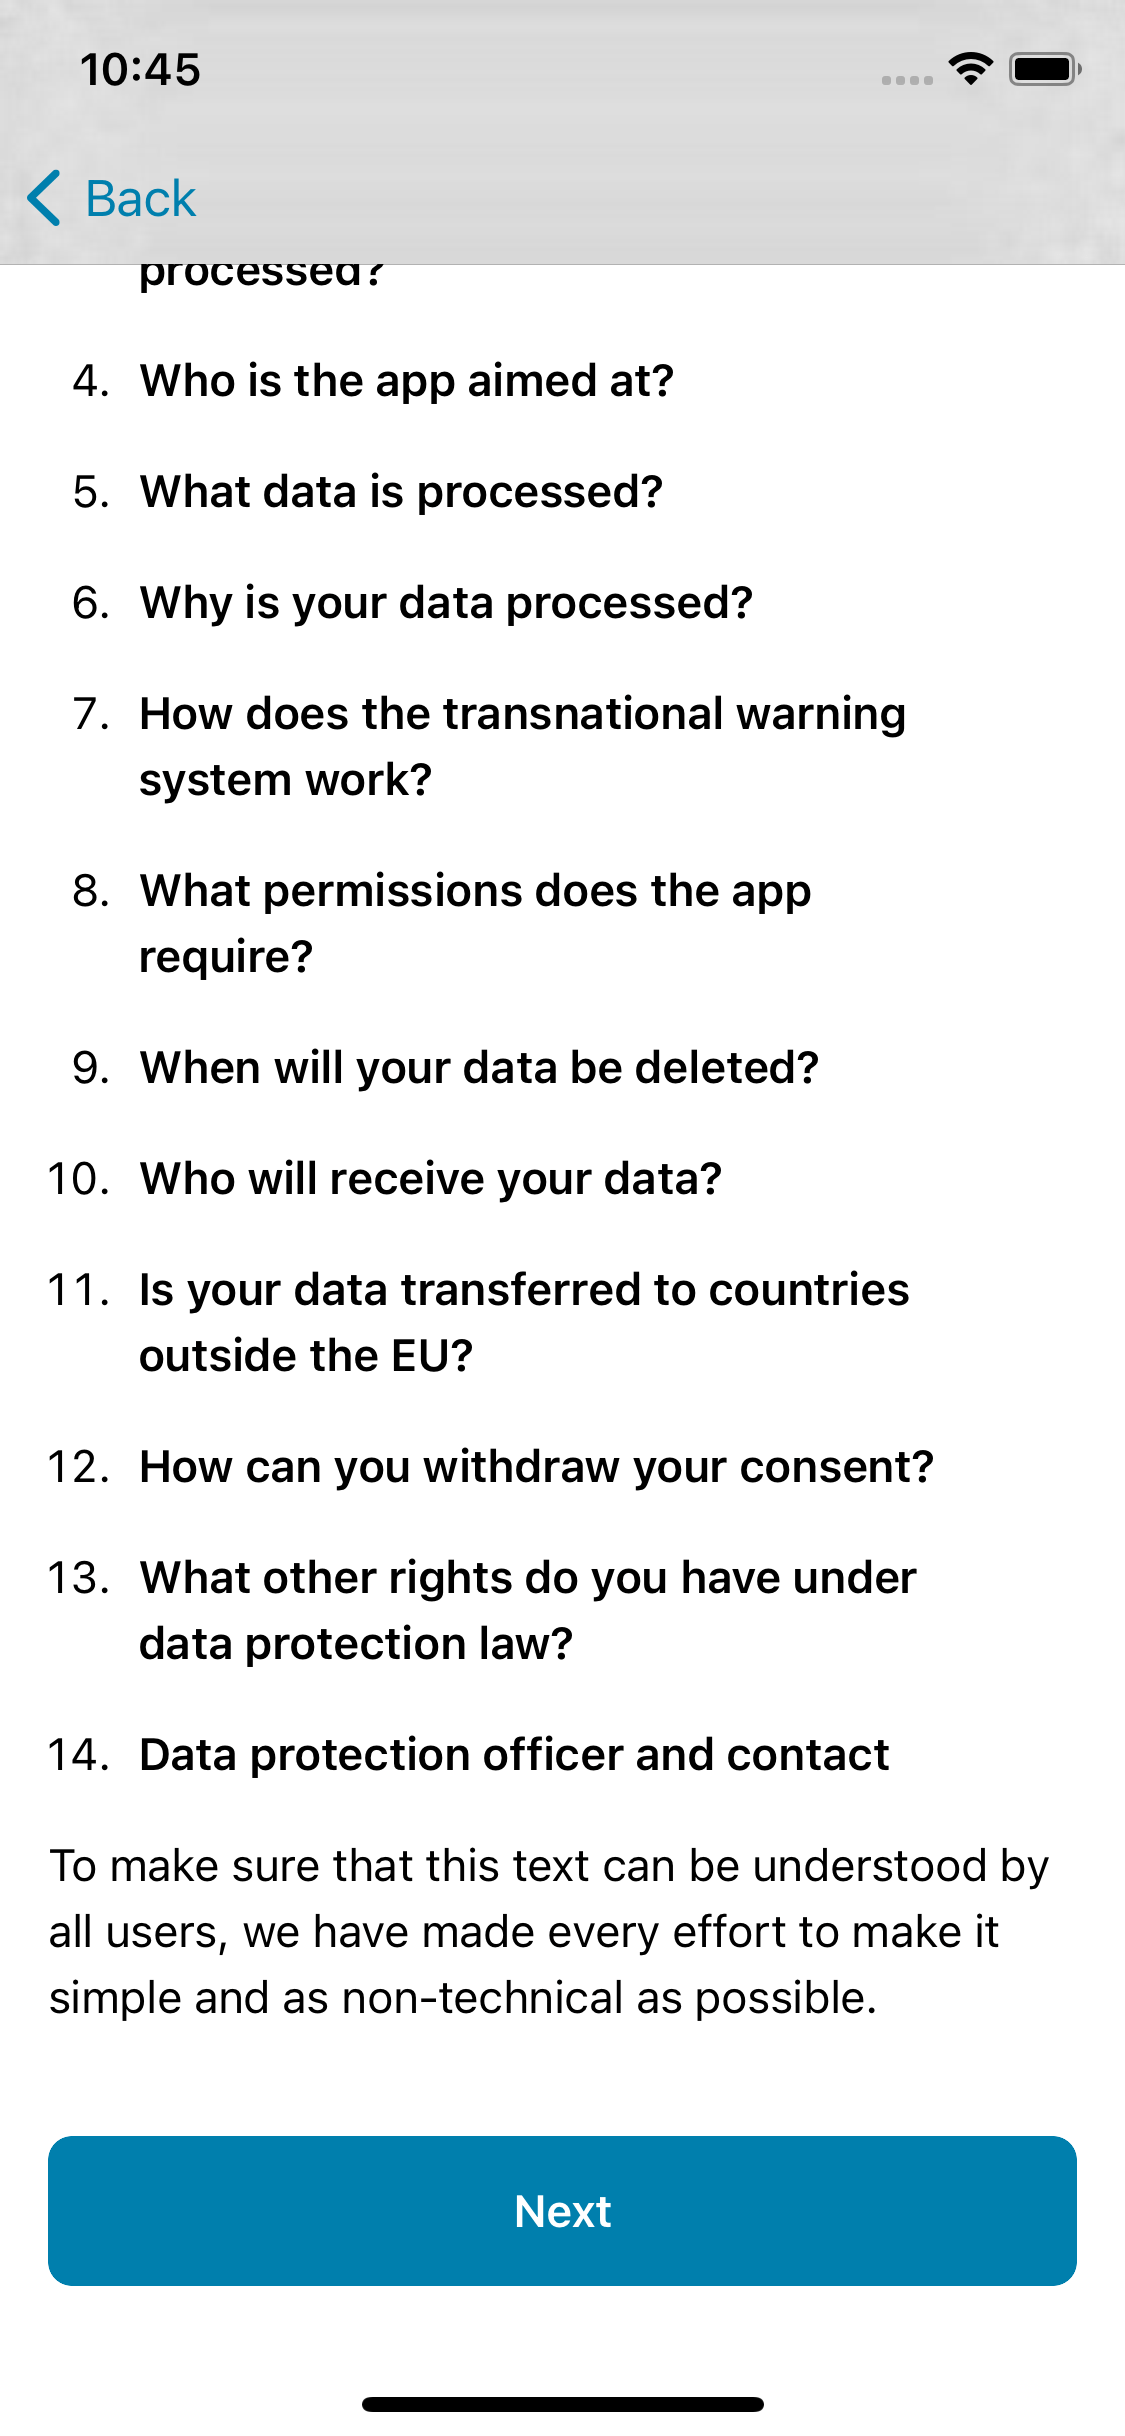 10:45
Back
processed?
4. Who is the app aimed at?
5. What data is processed?
6. Why is your data processed?
7. How does the transnational warning
system work?
8. What permissions does the app
require?
9. When will your data be deleted?
10. Who will receive your data?
11. Is your data transferred to countries
outside the EU?
12. How can you withdraw your consent?
13. What other rights do you have under
data protection law?
14. Data protection officer and contact
To make sure that this text can be understood by
all users, we have made every effort to make it
simple and as non-technical as possible.
Next